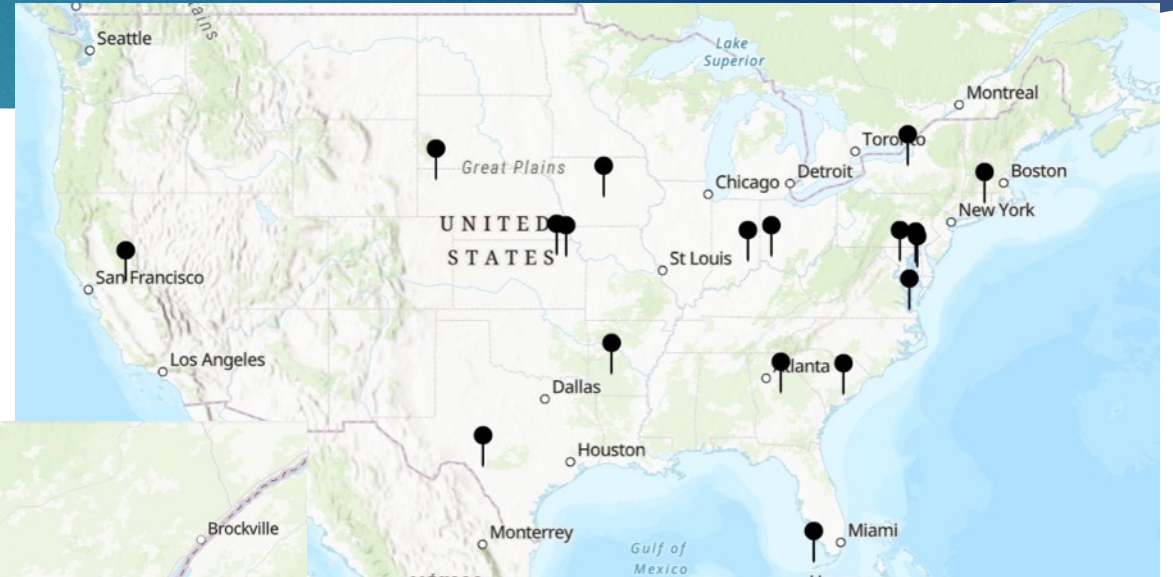 Seattle
ains
Lake
Superior
Montreal
Toronto
Great Plains
Chicago
Detroit
Boston
New York
UNITED
STATES
St Louis
San Francisco
Los Angeles
Atlanta
Dallas
Houston
Brockville
Monterrey
Miami
Gulf of
Mexico